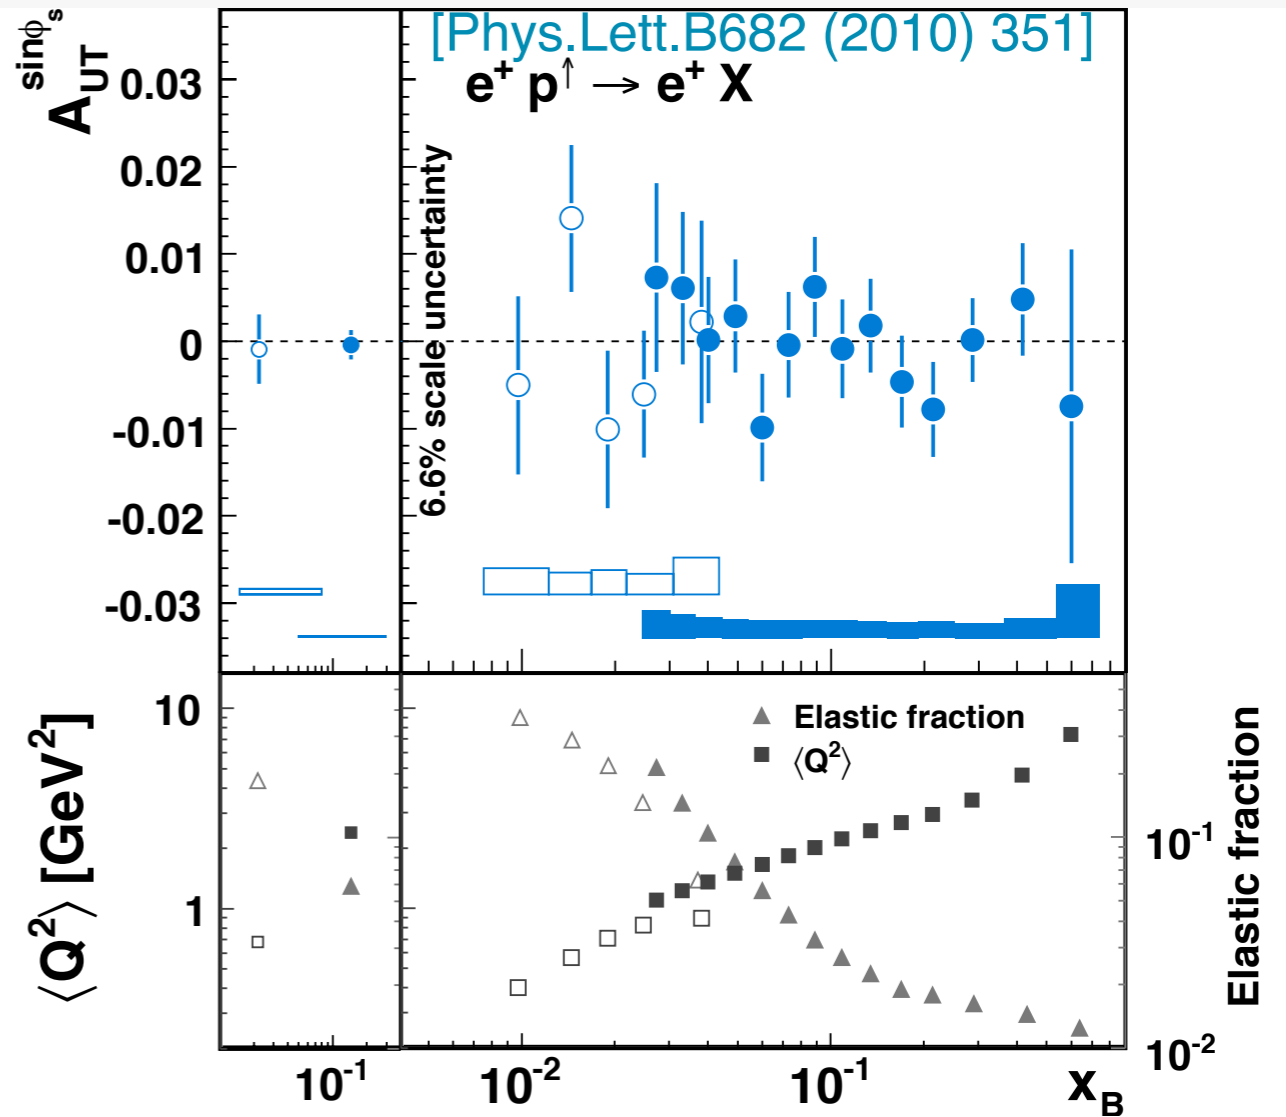 [Phys.Lett.B682 (2010) 351]
e⁺ p↑ → e⁺ X
A_UT^sinϕ_s
0.03
0.02
0.01
0
-0.01
-0.02
-0.03
6.6% scale uncertainty
⟨Q²⟩ [GeV²]
10
1
Elastic fraction
⟨Q²⟩
Elastic fraction
10⁻¹
10⁻²
10⁻¹
10⁻²
10⁻¹
x_B